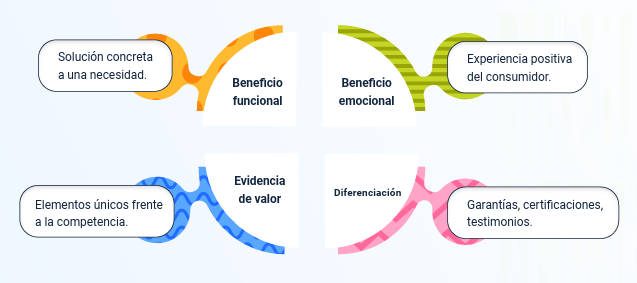 Solución concreta
a una necesidad.
Beneficio
funcional
Beneficio
emocional
Experiencia positiva
del consumidor.
Elementos únicos frente
a la competencia.
Evidencia
de valor
Diferenciación
Garantías, certificaciones,
testimonios.